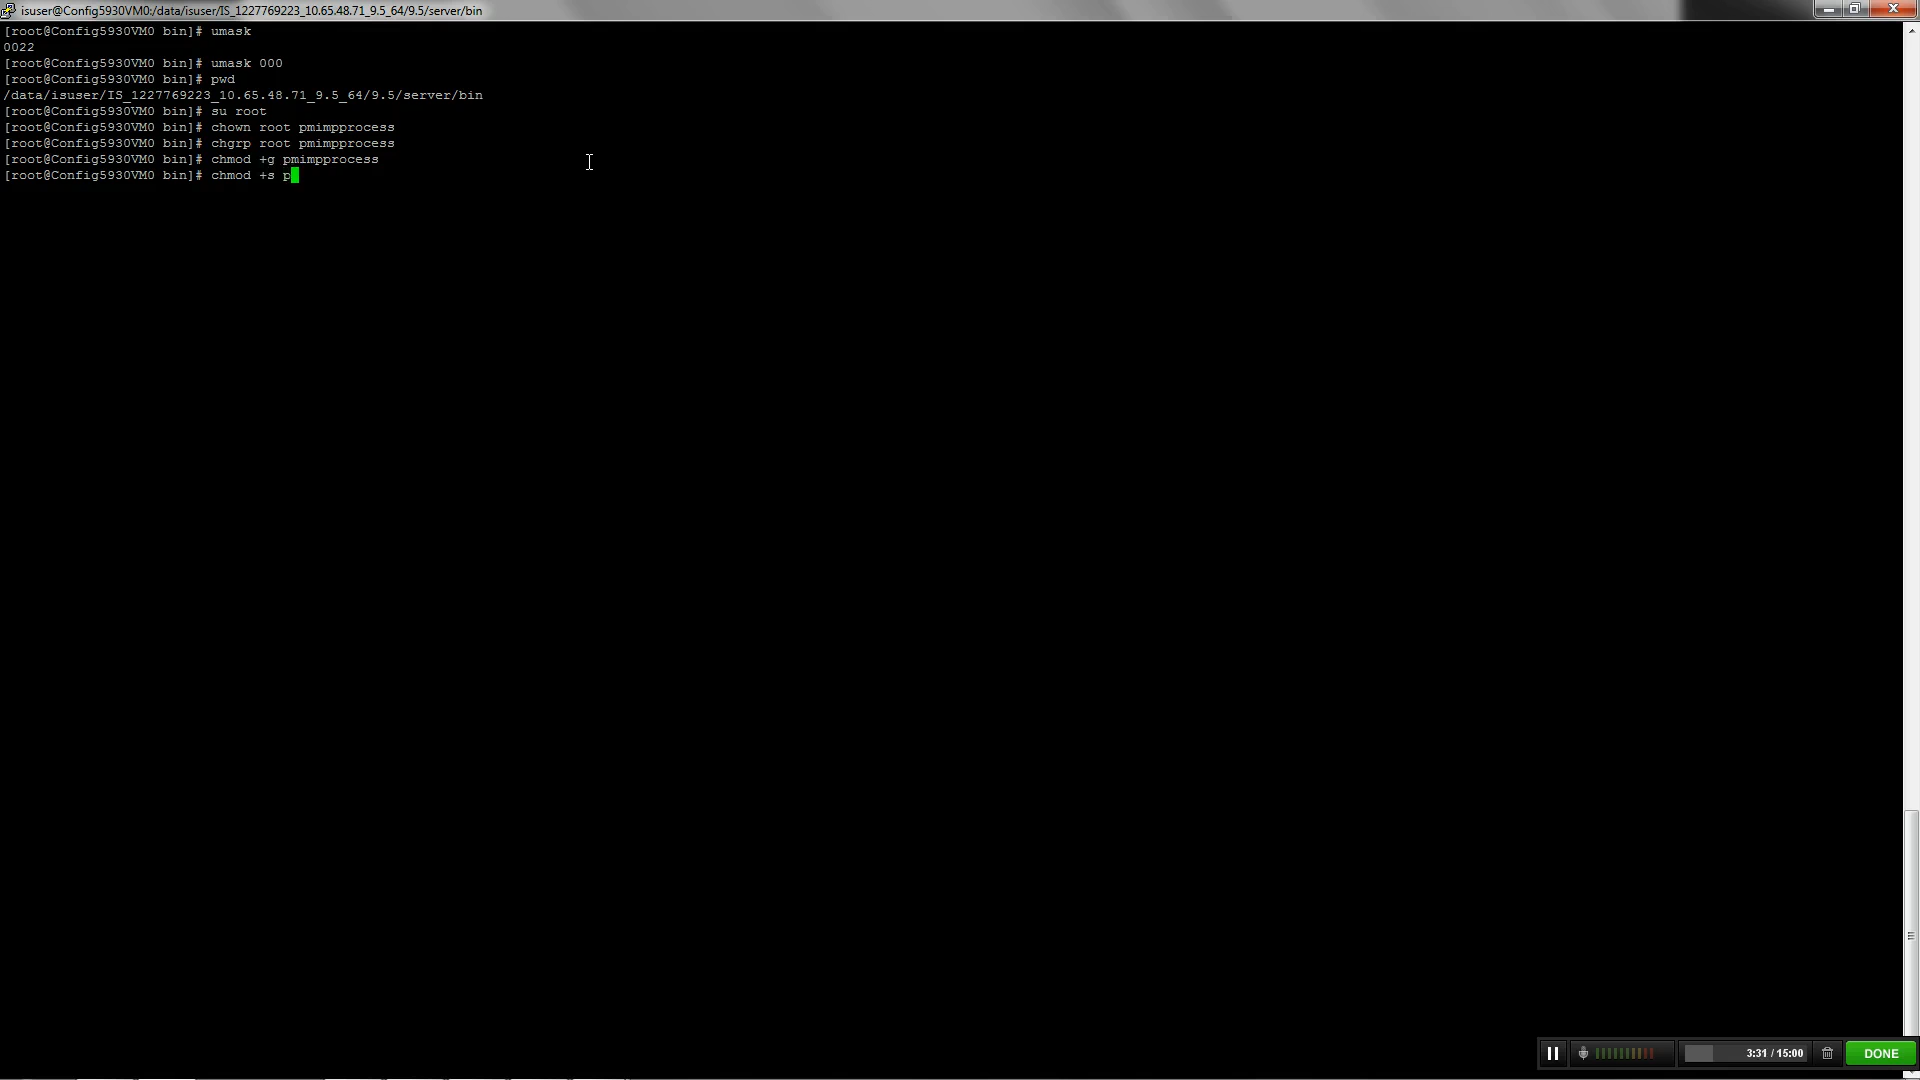 isuser@Config5930VM0:/data/isuser/IS_1227769223_10.65.48.71_9.5_64/9.5/server/bin
[root@Config5930VM0 bin]# umask
0022
[root@Config5930VM0 bin]# umask 000
[root@Config5930VM0 bin]# pwd
/data/isuser/IS_1227769223_10.65.48.71_9.5_64/9.5/server/bin
[root@Config5930VM0 bin]# su root
[root@Config5930VM0 bin]# chown root pmimpprocess
[root@Config5930VM0 bin]# chgrp root pmimpprocess
[root@Config5930VM0 bin]# chmod +g pmimpprocess
[root@Config5930VM0 bin]# chmod +s p
3:31 / 15:00
DONE